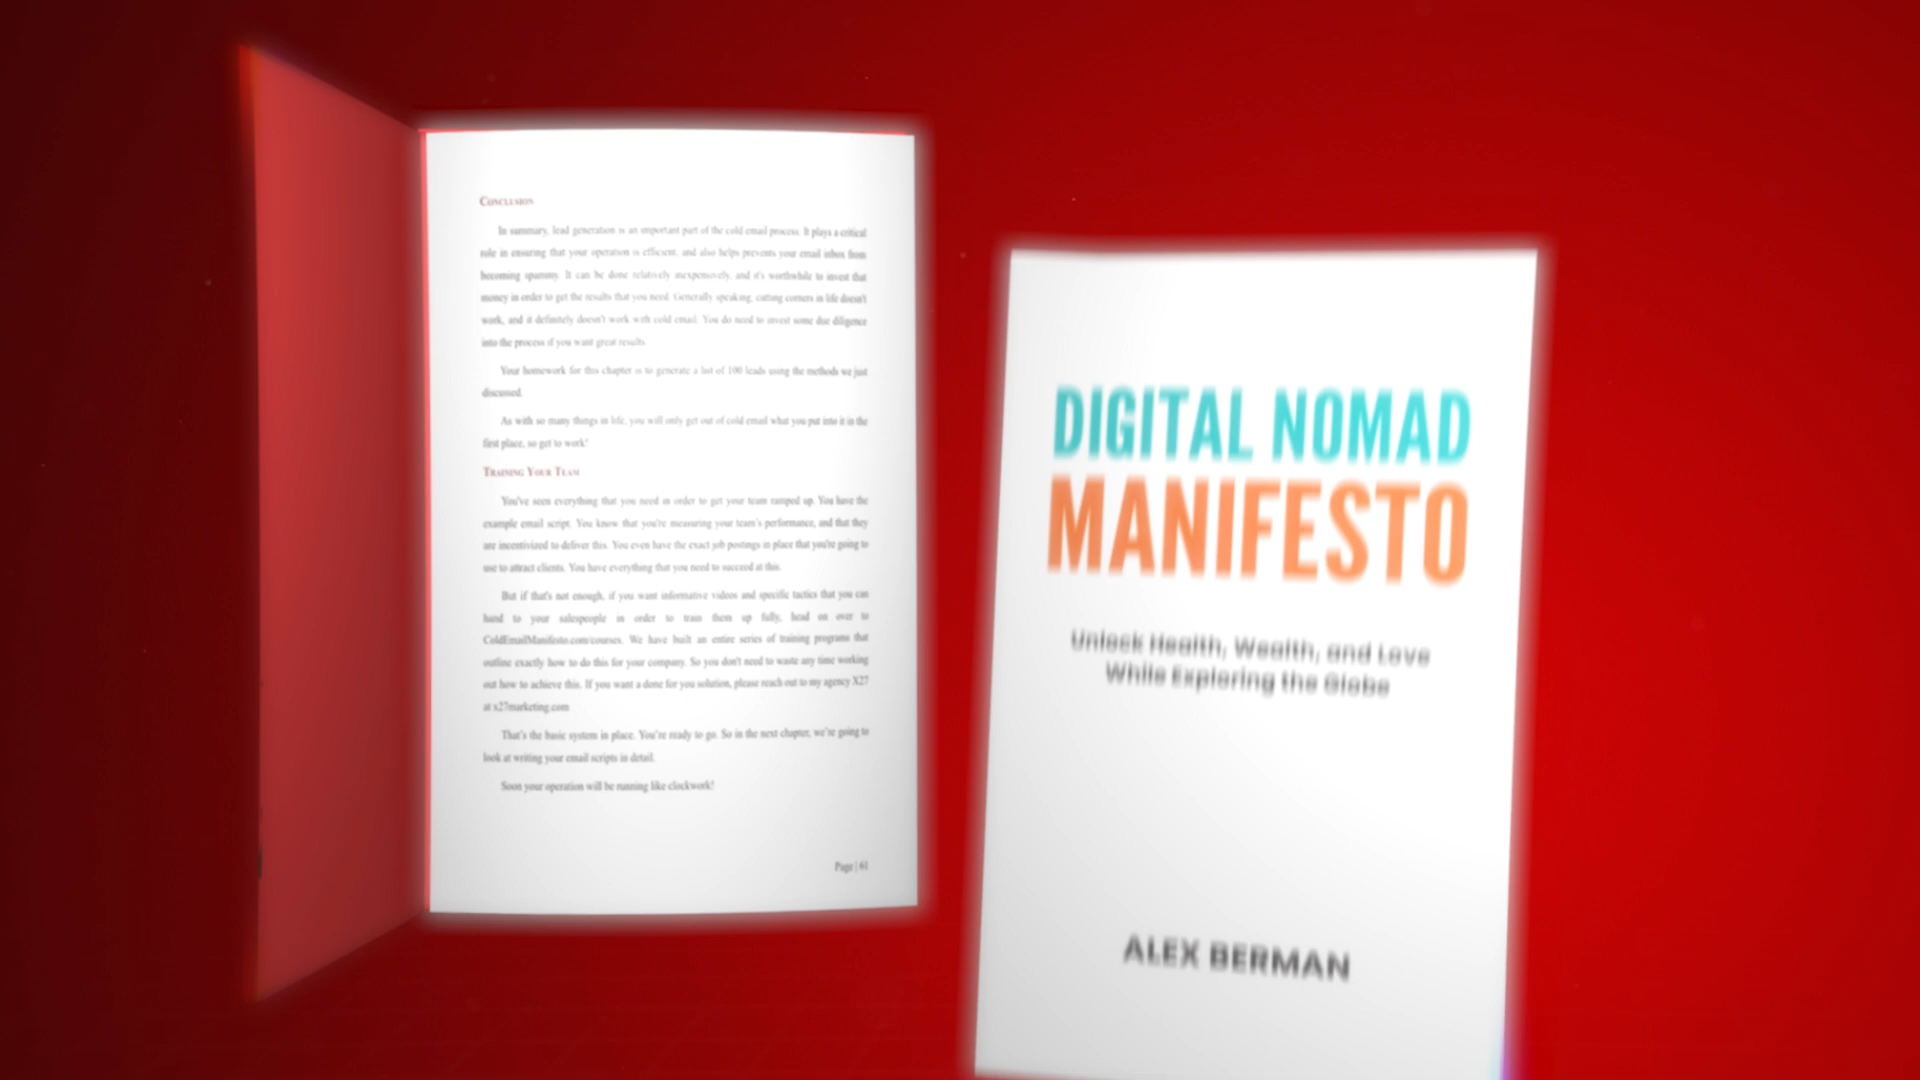 CONCLUSION
In summary, lead generation is an important part of the cold email process. It plays a critical
role in ensuring that your operation is efficient, and also helps prevents your email inbox from
becoming spammy. It can be done relatively inexpensively, and it's worthwhile to invest that
money in order to get the results that you need. Generally speaking, cutting corners in life doesn't
work, and it definitely doesn't work with cold email. You do need to invest some due diligence
into the process if you want great results.
Your homework for this chapter is to generate a list of 100 leads using the methods we just
discussed.
As with so many things in life, you will only get out of cold email what you put into it in the
first place, so get to work!
TRAINING YOUR TEAM
You've seen everything that you need in order to get your team ramped up. You have the
example email script. You know that you're measuring your team's performance, and that they
are incentivized to deliver this. You even have the exact job postings in place that you're going to
use to attract clients. You have everything that you need to succeed at this.
But if that's not enough, if you want informative videos and specific tactics that you can
hand to your salespeople in order to train them up fully, head on over to
ColdEmailManifesto.com/courses. We have built an entire series of training programs that
outline exactly how to do this for your company. So you don't need to waste any time working
out how to achieve this. If you want a done for you solution, please reach out to my agency X27
at x27marketing.com
That's the basic system in place. You're ready to go. So in the next chapter, we're going to
look at writing your email scripts in detail.
Soon your operation will be running like clockwork!
Page | 61
DIGITAL NOMAD
MANIFESTO
Unlock Health, Wealth, and Love
While Exploring the Globe
ALEX BERMAN